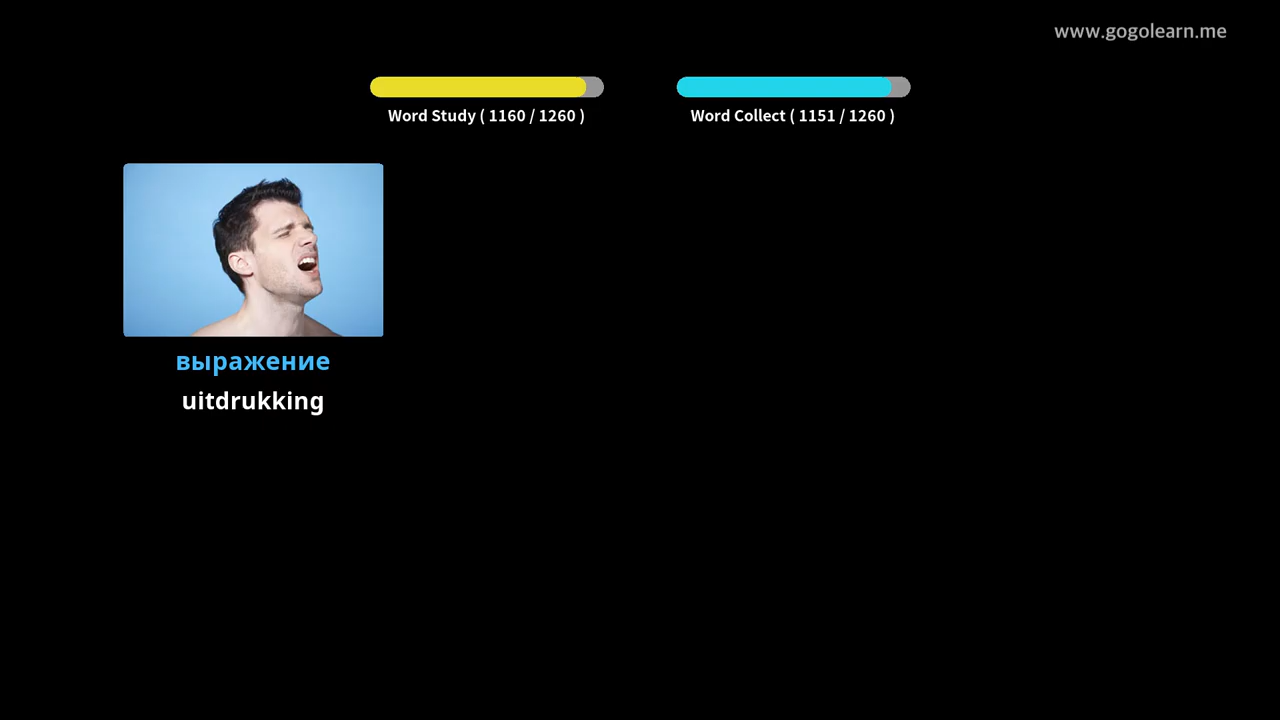 www.gogolearn.me
Word Study ( 1160 / 1260 )
Word Collect ( 1151 / 1260 )
выражение
uitdrukking